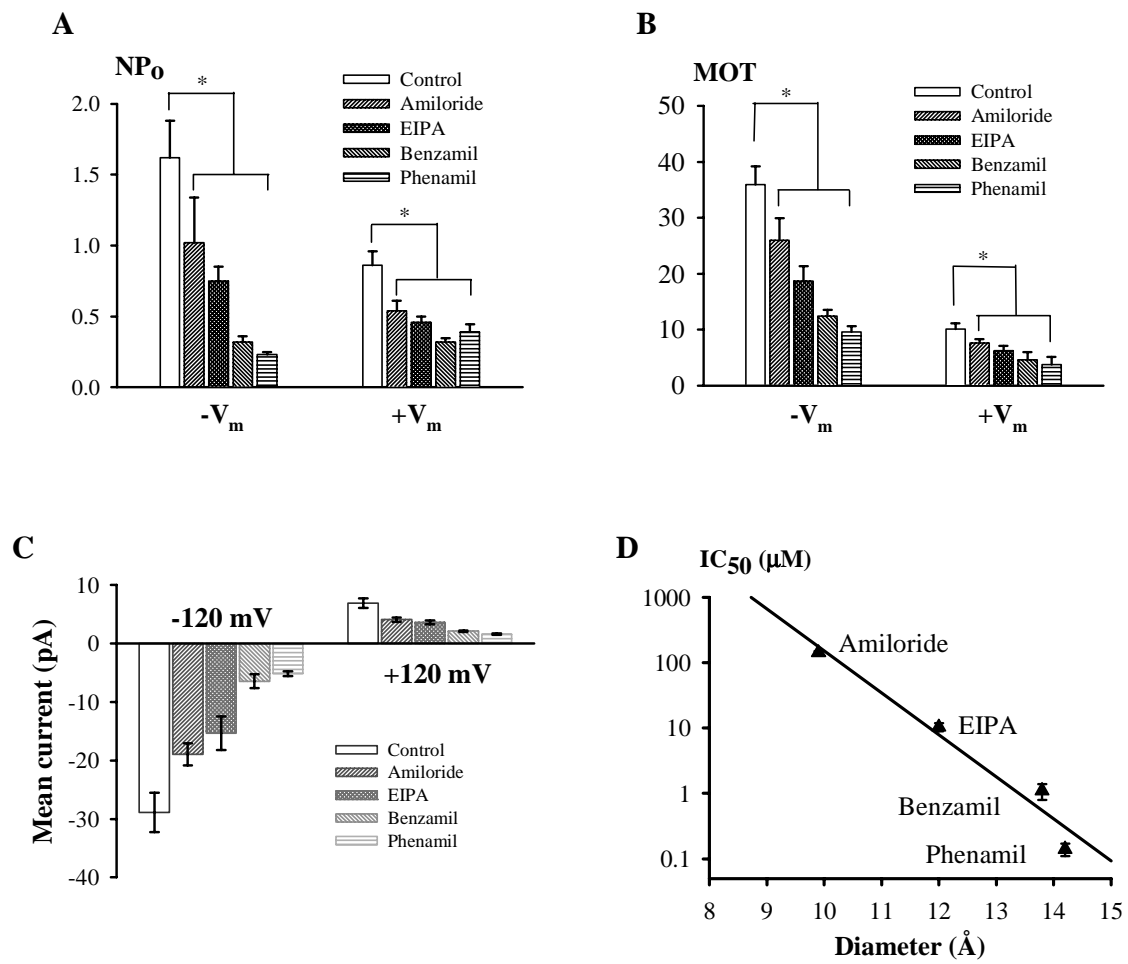 A
NPo
*
*
Control
Amiloride
EIPA
Benzamil
Phenamil
2.0
1.5
1.0
0.5
0.0
-Vm
+Vm
B
MOT
*
*
Control
Amiloride
EIPA
Benzamil
Phenamil
50
40
30
20
10
0
-Vm
+Vm
C
Mean current (pA)
10
0
-10
-20
-30
-40
-120 mV
+120 mV
Control
Amiloride
EIPA
Benzamil
Phenamil
D
IC50 (μM)
1000
100
10
1
0.1
Amiloride
EIPA
Benzamil
Phenamil
8 9 10 11 12 13 14 15
Diameter (Å)